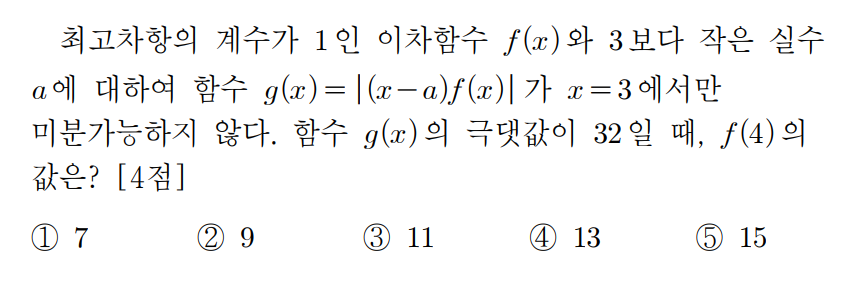 최고차항의 계수가 1인 이차함수 f(x)와 3보다 작은 실수
a에 대하여 함수 g(x)=|(x-a)f(x)|가 x=3에서만
미분가능하지 않다. 함수 g(x)의 극댓값이 32일 때, f(4)의
값은? [4점]
① 7 ② 9 ③ 11 ④ 13 ⑤ 15